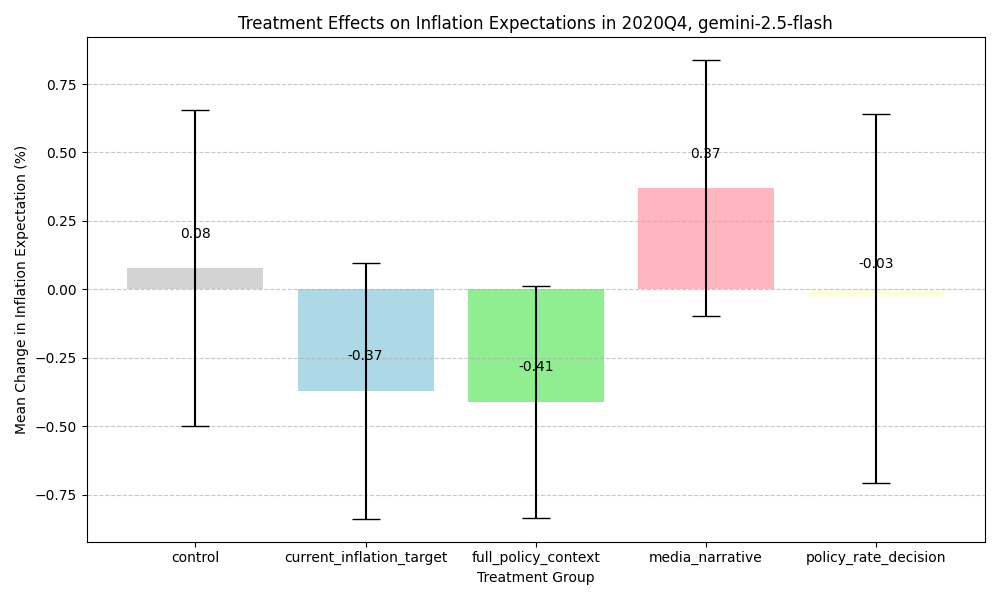 Treatment Effects on Inflation Expectations in 2020Q4, gemini-2.5-flash
Mean Change in Inflation Expectation (%)
0.75
0.50
0.25
0.00
−0.25
−0.50
−0.75
0.08
-0.37
-0.41
0.37
-0.03
control
current_inflation_target
full_policy_context
media_narrative
policy_rate_decision
Treatment Group